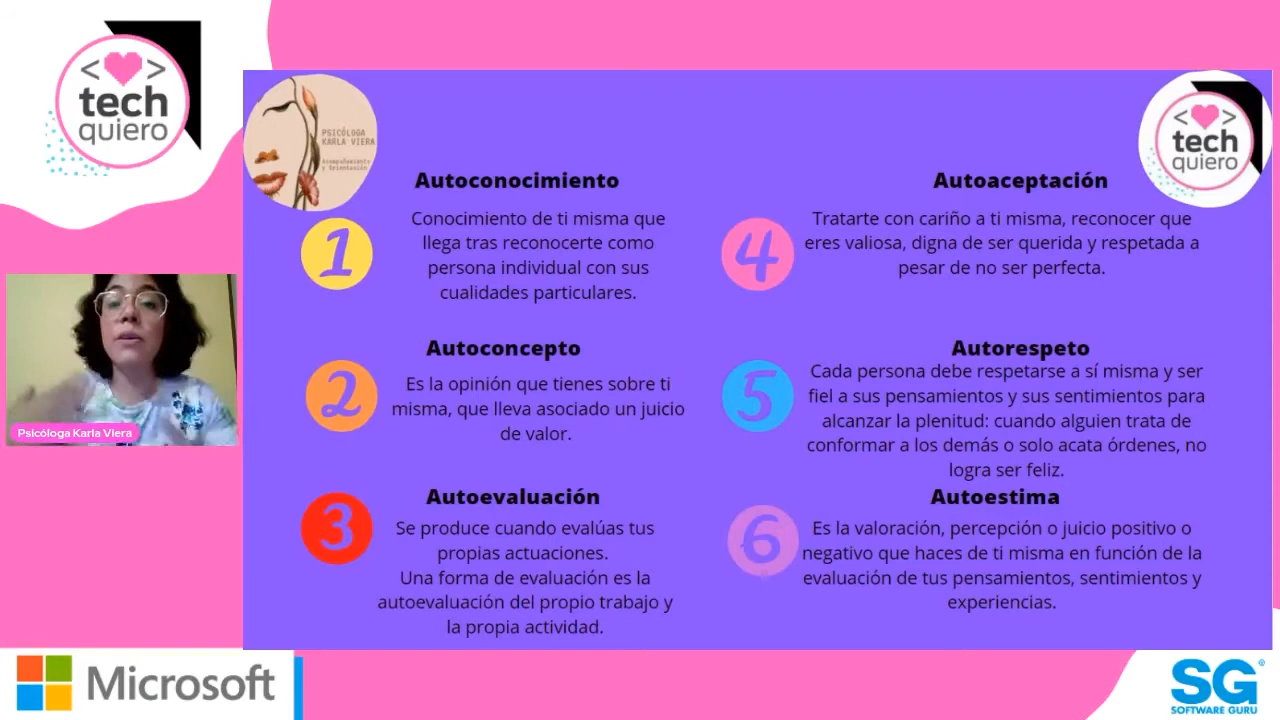 < >
tech
quiero
PSICÓLOGA
KARLA VIERA
Acompañamiento
y Orientación
< >
tech
quiero
Autoconocimiento
1
Conocimiento de ti misma que
llega tras reconocerte como
persona individual con sus
cualidades particulares.
Autoconcepto
2
Es la opinión que tienes sobre ti
misma, que lleva asociado un juicio
de valor.
Autoevaluación
3
Se produce cuando evalúas tus
propias actuaciones.
Una forma de evaluación es la
autoevaluación del propio trabajo y
la propia actividad.
Autoaceptación
4
Tratarte con cariño a ti misma, reconocer que
eres valiosa, digna de ser querida y respetada a
pesar de no ser perfecta.
Autorespeto
5
Cada persona debe respetarse a sí misma y ser
fiel a sus pensamientos y sus sentimientos para
alcanzar la plenitud: cuando alguien trata de
conformar a los demás o solo acata órdenes, no
logra ser feliz.
Autoestima
6
Es la valoración, percepción o juicio positivo o
negativo que haces de ti misma en función de la
evaluación de tus pensamientos, sentimientos y
experiencias.
Psicóloga Karla Viera
Microsoft
SG®
SOFTWARE GURU